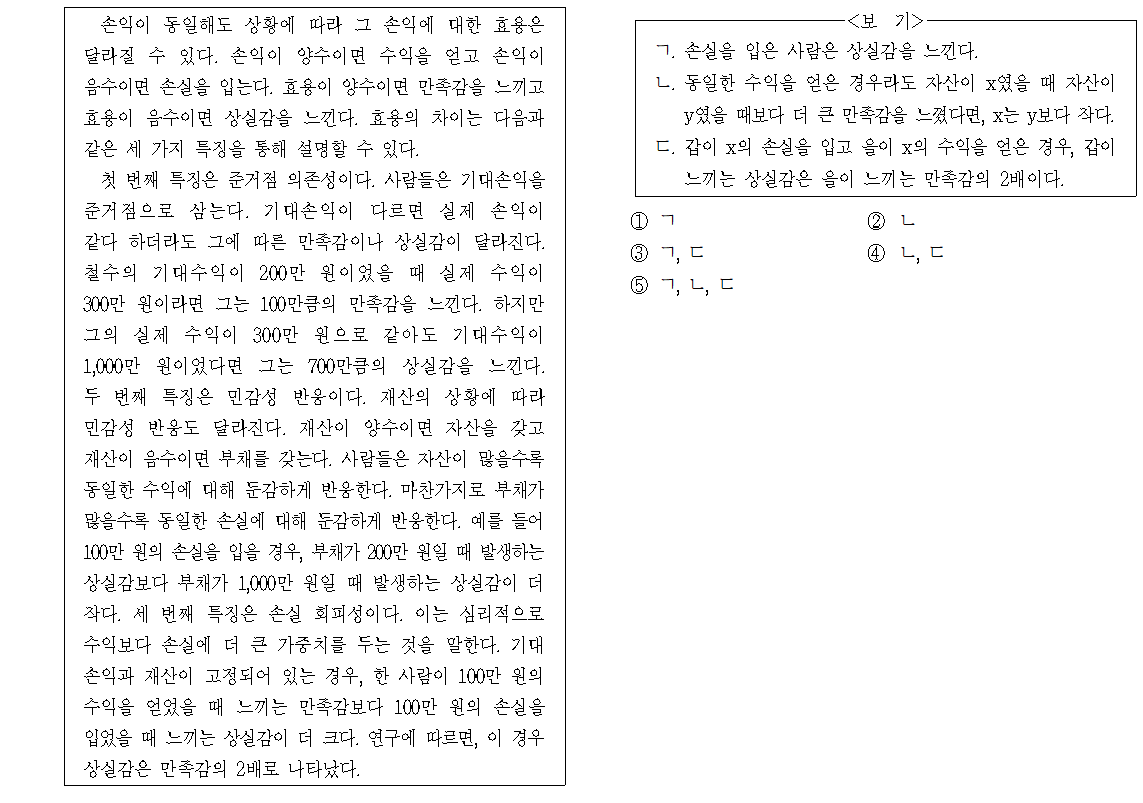 손익이 동일해도 상황에 따라 그 손익에 대한 효용은
달라질 수 있다. 손익이 양수이면 수익을 얻고 손익이
음수이면 손실을 입는다. 효용이 양수이면 만족감을 느끼고
효용이 음수이면 상실감을 느낀다. 효용의 차이는 다음과
같은 세 가지 특징을 통해 설명할 수 있다.
첫 번째 특징은 준거점 의존성이다. 사람들은 기대손익을
준거점으로 삼는다. 기대손익이 다르면 실제 손익이
같다 하더라도 그에 따른 만족감이나 상실감이 달라진다.
철수의 기대수익이 200만 원이었을 때 실제 수익이
300만 원이라면 그는 100만큼의 만족감을 느낀다. 하지만
그의 실제 수익이 300만 원으로 같아도 기대수익이
1,000만 원이었다면 그는 700만큼의 상실감을 느낀다.
두 번째 특징은 민감성 반응이다. 재산의 상황에 따라
민감성 반응도 달라진다. 재산이 양수이면 자산을 갖고
재산이 음수이면 부채를 갖는다. 사람들은 자산이 많을수록
동일한 수익에 대해 둔감하게 반응한다. 마찬가지로 부채가
많을수록 동일한 손실에 대해 둔감하게 반응한다. 예를 들어
100만 원의 손실을 입을 경우, 부채가 200만 원일 때 발생하는
상실감보다 부채가 1,000만 원일 때 발생하는 상실감이 더
작다. 세 번째 특징은 손실 회피성이다. 이는 심리적으로
수익보다 손실에 더 큰 가중치를 두는 것을 말한다. 기대
손익과 재산이 고정되어 있는 경우, 한 사람이 100만 원의
수익을 얻었을 때 느끼는 만족감보다 100만 원의 손실을
입었을 때 느끼는 상실감이 더 크다. 연구에 따르면, 이 경우
상실감은 만족감의 2배로 나타났다.
<보 기>
ㄱ. 손실을 입은 사람은 상실감을 느낀다.
ㄴ. 동일한 수익을 얻은 경우라도 자산이 x였을 때 자산이
y였을 때보다 더 큰 만족감을 느꼈다면, x는 y보다 작다.
ㄷ. 갑이 x의 손실을 입고 을이 x의 수익을 얻은 경우, 갑이
느끼는 상실감은 을이 느끼는 만족감의 2배이다.
① ㄱ ② ㄴ
③ ㄱ, ㄷ ④ ㄴ, ㄷ
⑤ ㄱ, ㄴ, ㄷ